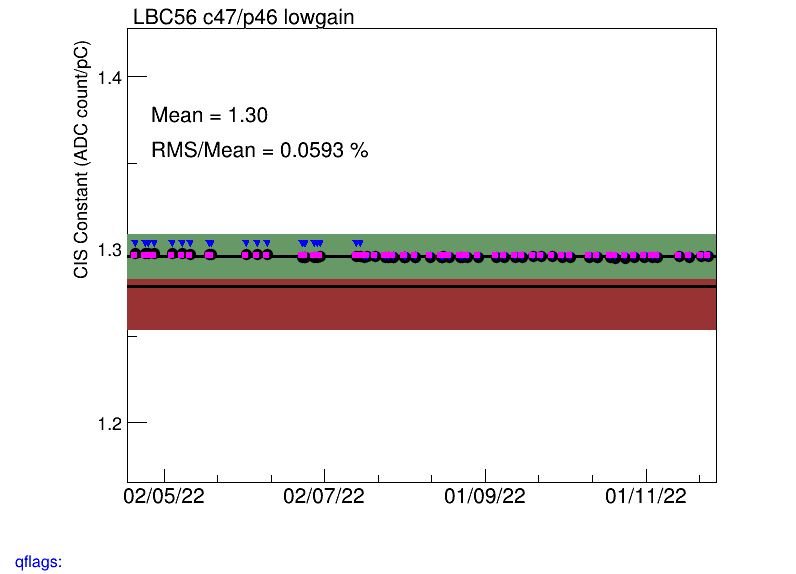 LBC56 c47/p46 lowgain
CIS Constant (ADC count/pC)
1.4
Mean = 1.30
RMS/Mean = 0.0593 %
1.3
1.2
02/05/22 02/07/22 01/09/22 01/11/22
qflags: